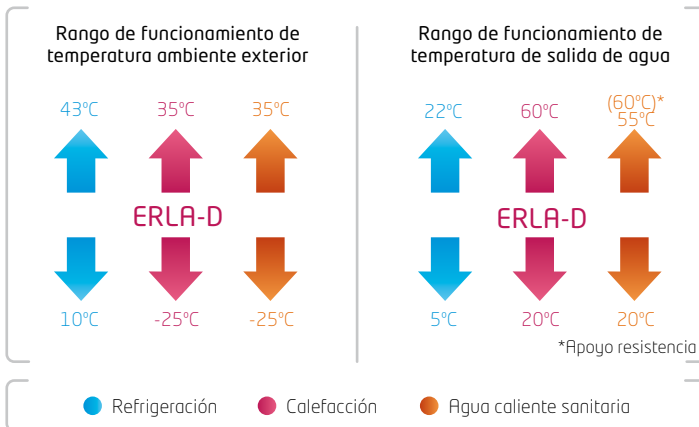 Rango de funcionamiento de
temperatura ambiente exterior
43ºC 35ºC 35ºC
ERLA-D
10ºC -25ºC -25ºC
Rango de funcionamiento de
temperatura de salida de agua
22ºC 60ºC (60ºC)*
55ºC
ERLA-D
5ºC 20ºC 20ºC
*Apoyo resistencia
Refrigeración Calefacción Agua caliente sanitaria